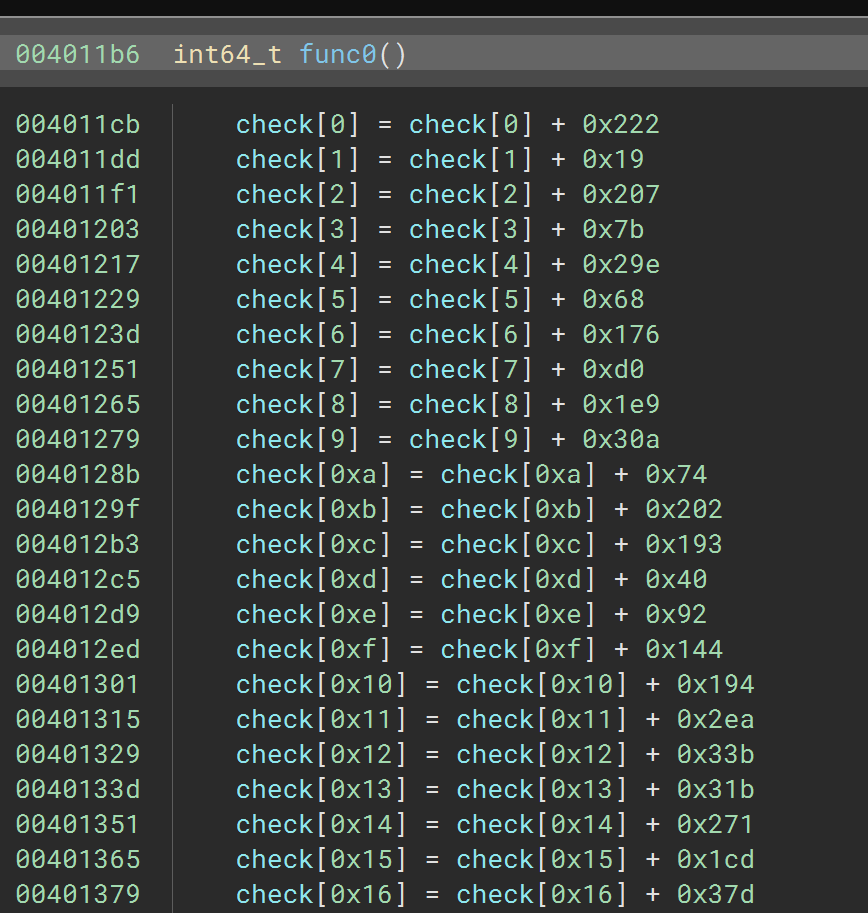 004011b6 int64_t func0()
004011cb check[0] = check[0] + 0x222
004011dd check[1] = check[1] + 0x19
004011f1 check[2] = check[2] + 0x207
00401203 check[3] = check[3] + 0x7b
00401217 check[4] = check[4] + 0x29e
00401229 check[5] = check[5] + 0x68
0040123d check[6] = check[6] + 0x176
00401251 check[7] = check[7] + 0xd0
00401265 check[8] = check[8] + 0x1e9
00401279 check[9] = check[9] + 0x30a
0040128b check[0xa] = check[0xa] + 0x74
0040129f check[0xb] = check[0xb] + 0x202
004012b3 check[0xc] = check[0xc] + 0x193
004012c5 check[0xd] = check[0xd] + 0x40
004012d9 check[0xe] = check[0xe] + 0x92
004012ed check[0xf] = check[0xf] + 0x144
00401301 check[0x10] = check[0x10] + 0x194
00401315 check[0x11] = check[0x11] + 0x2ea
00401329 check[0x12] = check[0x12] + 0x33b
0040133d check[0x13] = check[0x13] + 0x31b
00401351 check[0x14] = check[0x14] + 0x271
00401365 check[0x15] = check[0x15] + 0x1cd
00401379 check[0x16] = check[0x16] + 0x37d